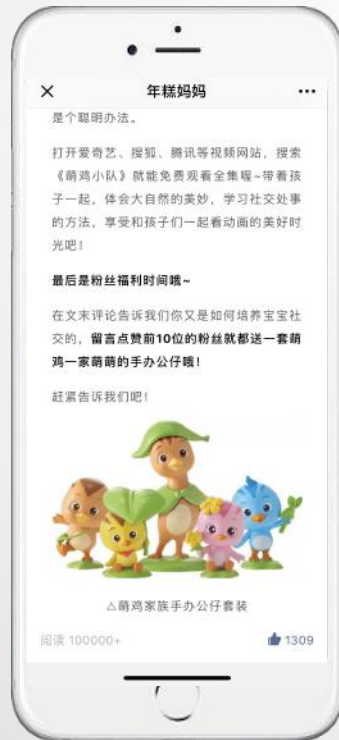 年糕妈妈
是个聪明办法。
打开爱奇艺、搜狐、腾讯等视频网站，搜索
《萌鸡小队》就能免费观看全集喔~带着孩
子一起，体会大自然的美妙，学习社交处事
的方法，享受和孩子们一起看动画的美好时
光吧！
最后是粉丝福利时间哦~
在文末评论告诉我们你又是如何培养宝宝社
交的，留言点赞前10位的粉丝就都送一套萌
鸡一家萌萌的手办公仔哦！
赶紧告诉我们吧！
△萌鸡家族手办公仔套装
阅读 100000+
1309